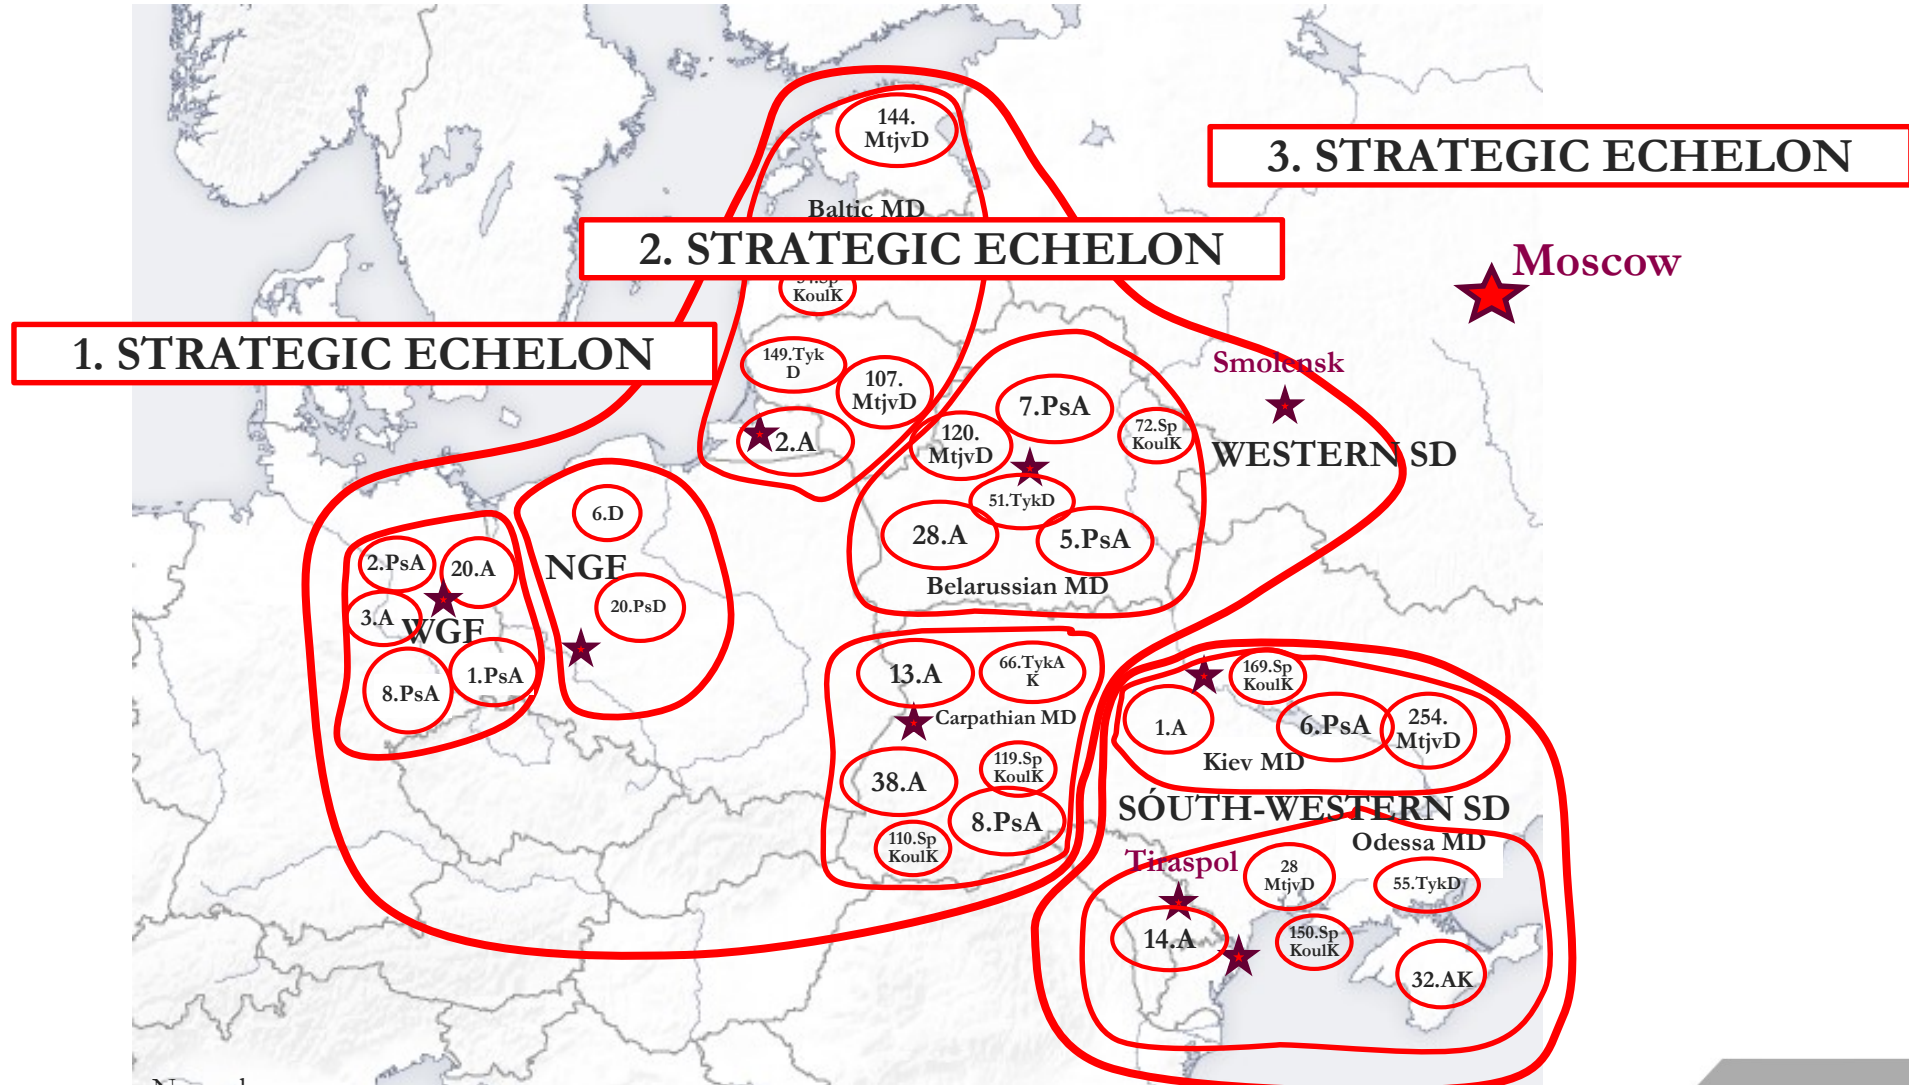 144.
MtjvD
3. STRATEGIC ECHELON
Baltic MD
2. STRATEGIC ECHELON
Moscow
KoulK
1. STRATEGIC ECHELON
149.Tyk
D
107.
MtjvD
2.A
Smolensk
7.PsA
120.
MtjvD
72.Sp
KoulK
WESTERN SD
51.TykD
28.A
5.PsA
Belarussian MD
6.D
NGF
20.PsD
2.PsA
20.A
3.A
WGF
8.PsA
1.PsA
13.A
66.TykA
K
Carpathian MD
38.A
119.Sp
KoulK
8.PsA
110.Sp
KoulK
169.Sp
KoulK
1.A
6.PsA
254.
MtjvD
Kiev MD
SÓUTH-WESTERN SD
Odessa MD
Tiraspol
28
MtjvD
55.TykD
14.A
150.Sp
KoulK
32.AK